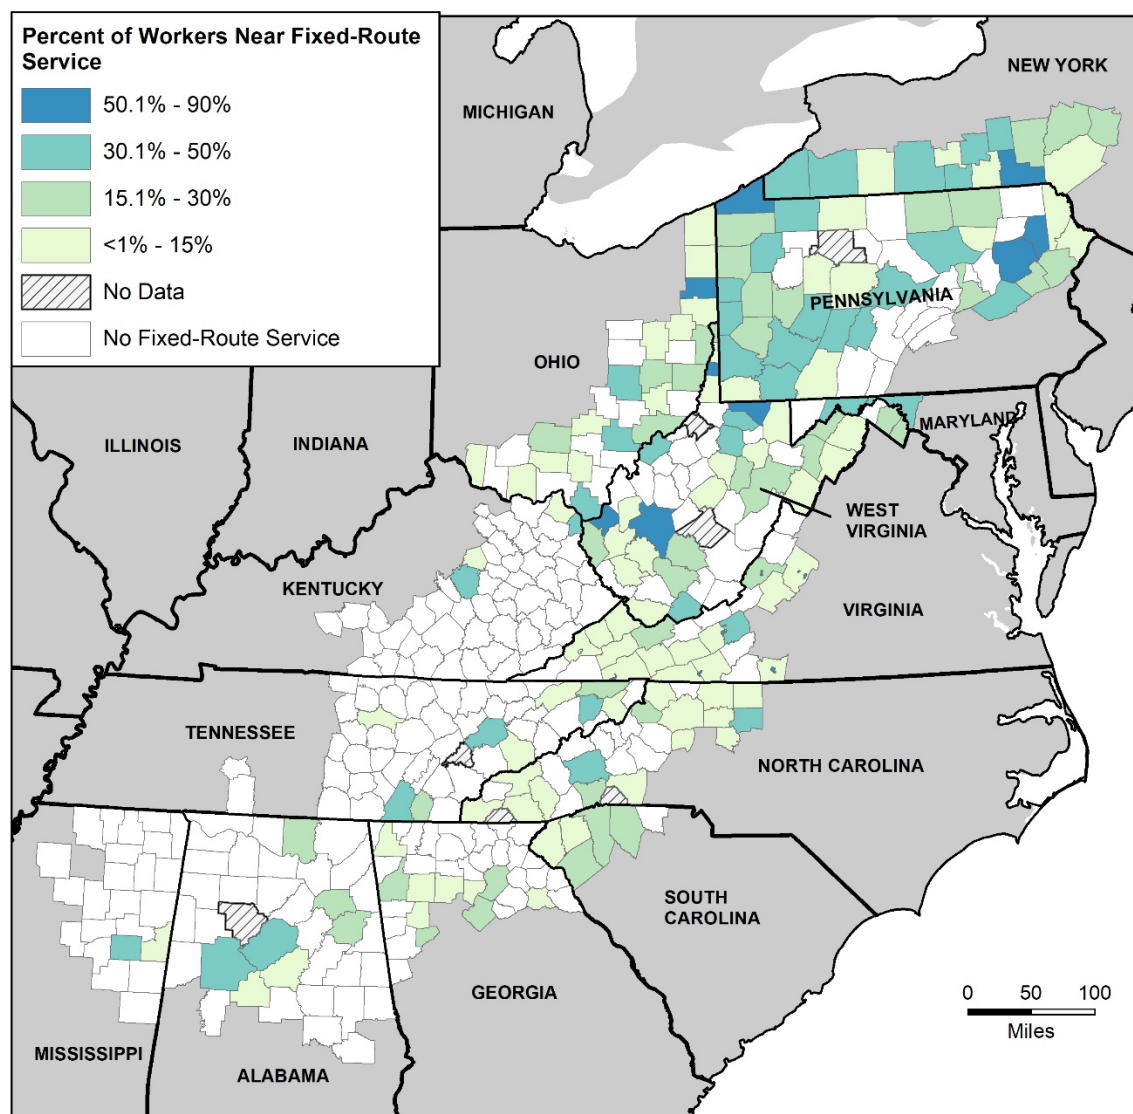 Percent of Workers Near Fixed-Route
Service
50.1% - 90%
30.1% - 50%
15.1% - 30%
<1% - 15%
No Data
No Fixed-Route Service
MICHIGAN
NEW YORK
PENNSYLVANIA
OHIO
ILLINOIS
INDIANA
MARYLAND
WEST
VIRGINIA
KENTUCKY
VIRGINIA
TENNESSEE
NORTH CAROLINA
SOUTH
CAROLINA
GEORGIA
MISSISSIPPI
ALABAMA
0 50 100
Miles